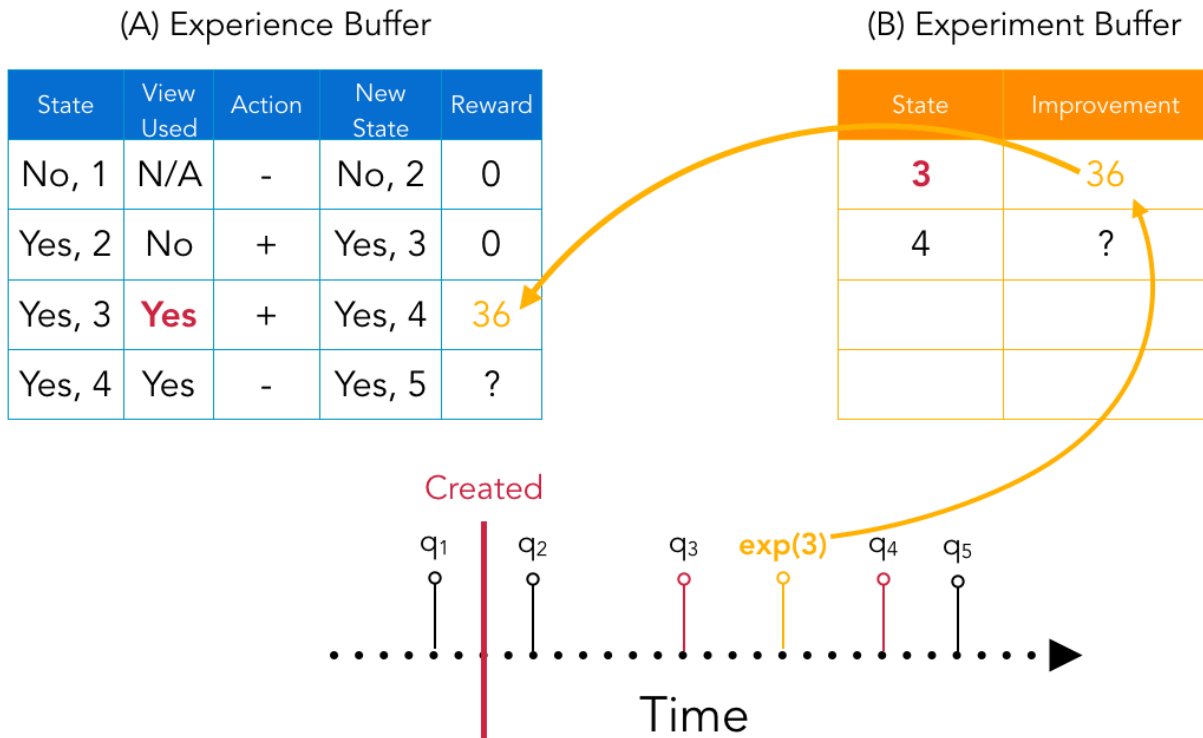 (A) Experience Buffer
(B) Experiment Buffer
State View Used Action New State Reward
No, 1 N/A - No, 2 0
Yes, 2 No + Yes, 3 0
Yes, 3 Yes + Yes, 4 36
Yes, 4 Yes - Yes, 5 ?
State Improvement
3 36
4 ?
Created
q1 q2 q3 exp(3) q4 q5
Time